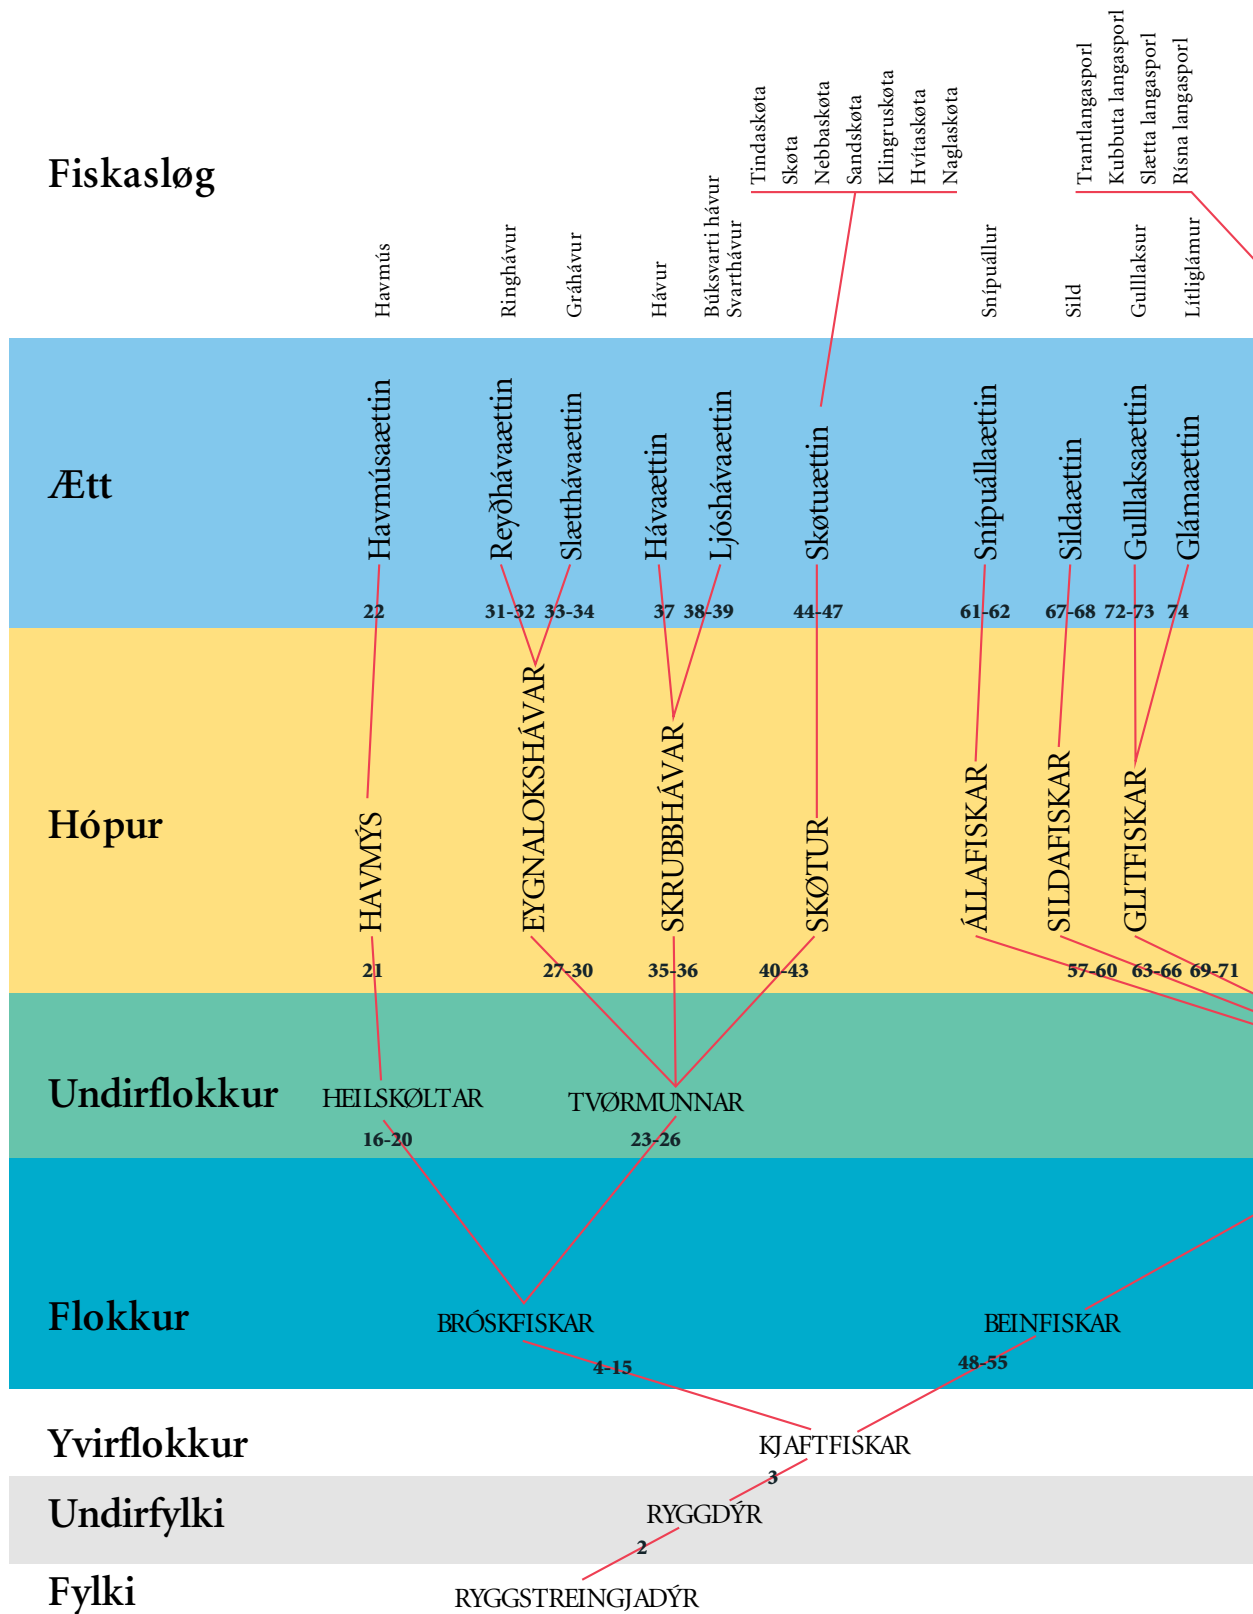 Fiskasløg
Tindaskøta
Skøta
Nebbaskøta
Sandskøta
Klingruskøta
Hvítaskøta
Naglaskøta
Trantlangasporl
Kubbuta langasporl
Slætta langasporl
Rísna langasporl
Havmús
Ringhávur
Gráhávur
Hávur
Búksvarti hávur
Svarthávur
Snípuállur
Sild
Gulllaksur
Lítliglámur
Ætt
Havmúsaættin
Reyðhávaættin
Slætthávaættin
Hávaættin
Ljóshávaættin
Skøtuættin
Snípuállaættin
Sildaættin
Gulllaksaættin
Glámaættin
22
31-32
33-34
37
38-39
44-47
61-62
67-68
72-73
74
Hópur
HAVMÝS
EYGNALOKSHÁVAR
SKRUBBHÁVAR
SKØTUR
ÁLLAFISKAR
SILDAFISKAR
GLITFISKAR
21
27-30
35-36
40-43
57-60
63-66
69-71
Undirflokkur
HEILSKØLTAR
TVØRMUNNAR
16-20
23-26
Flokkur
BRÓSKFISKAR
BEINFISKAR
4-15
48-55
Yvirflokkur
KJAFTFISKAR
3
Undirfylki
RYGGDÝR
2
Fylki
RYGGSTREINGJADÝR